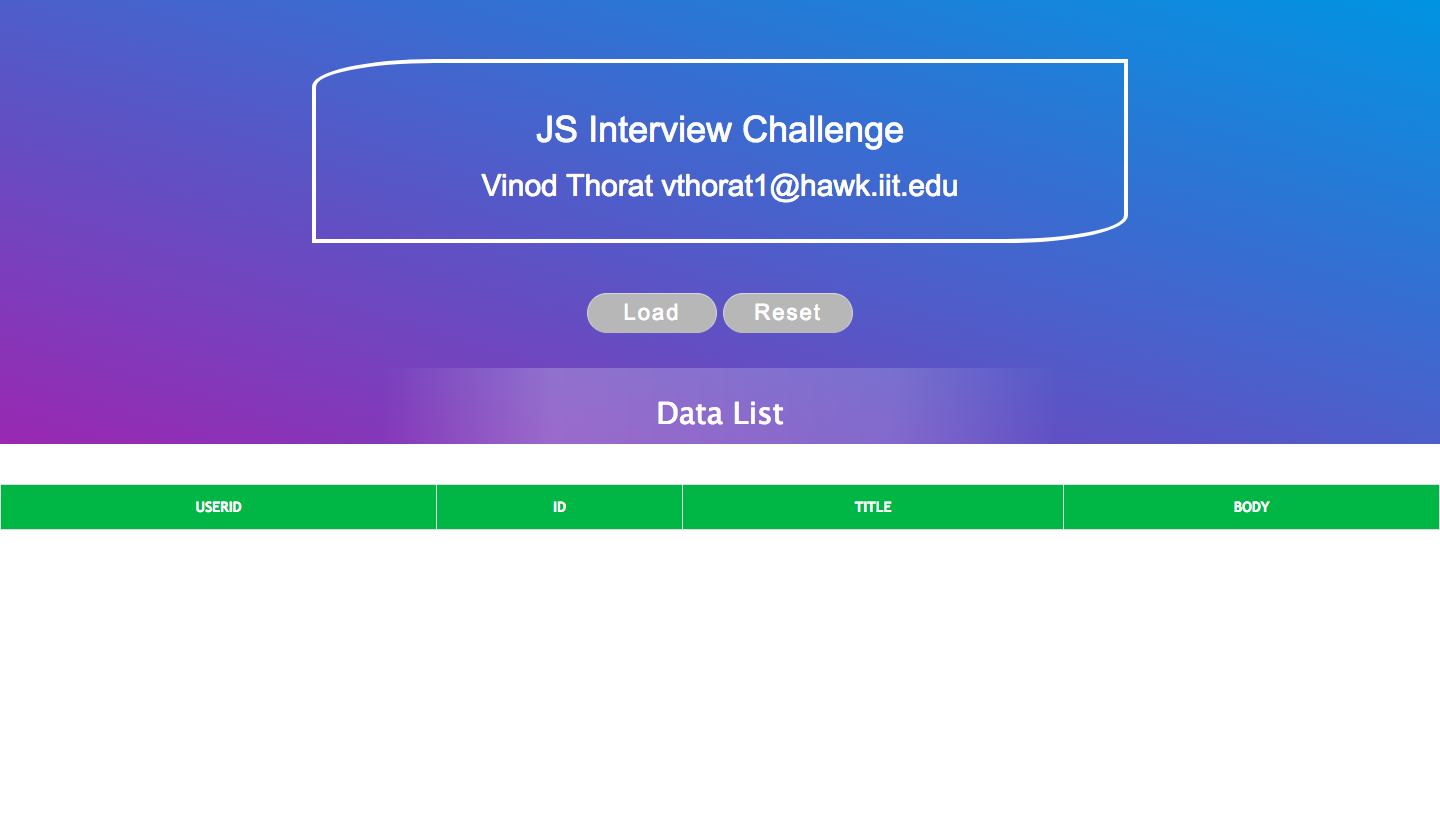 JS Interview Challenge
Vinod Thorat vthorat1@hawk.iit.edu
Load Reset
Data List
USERID ID TITLE BODY